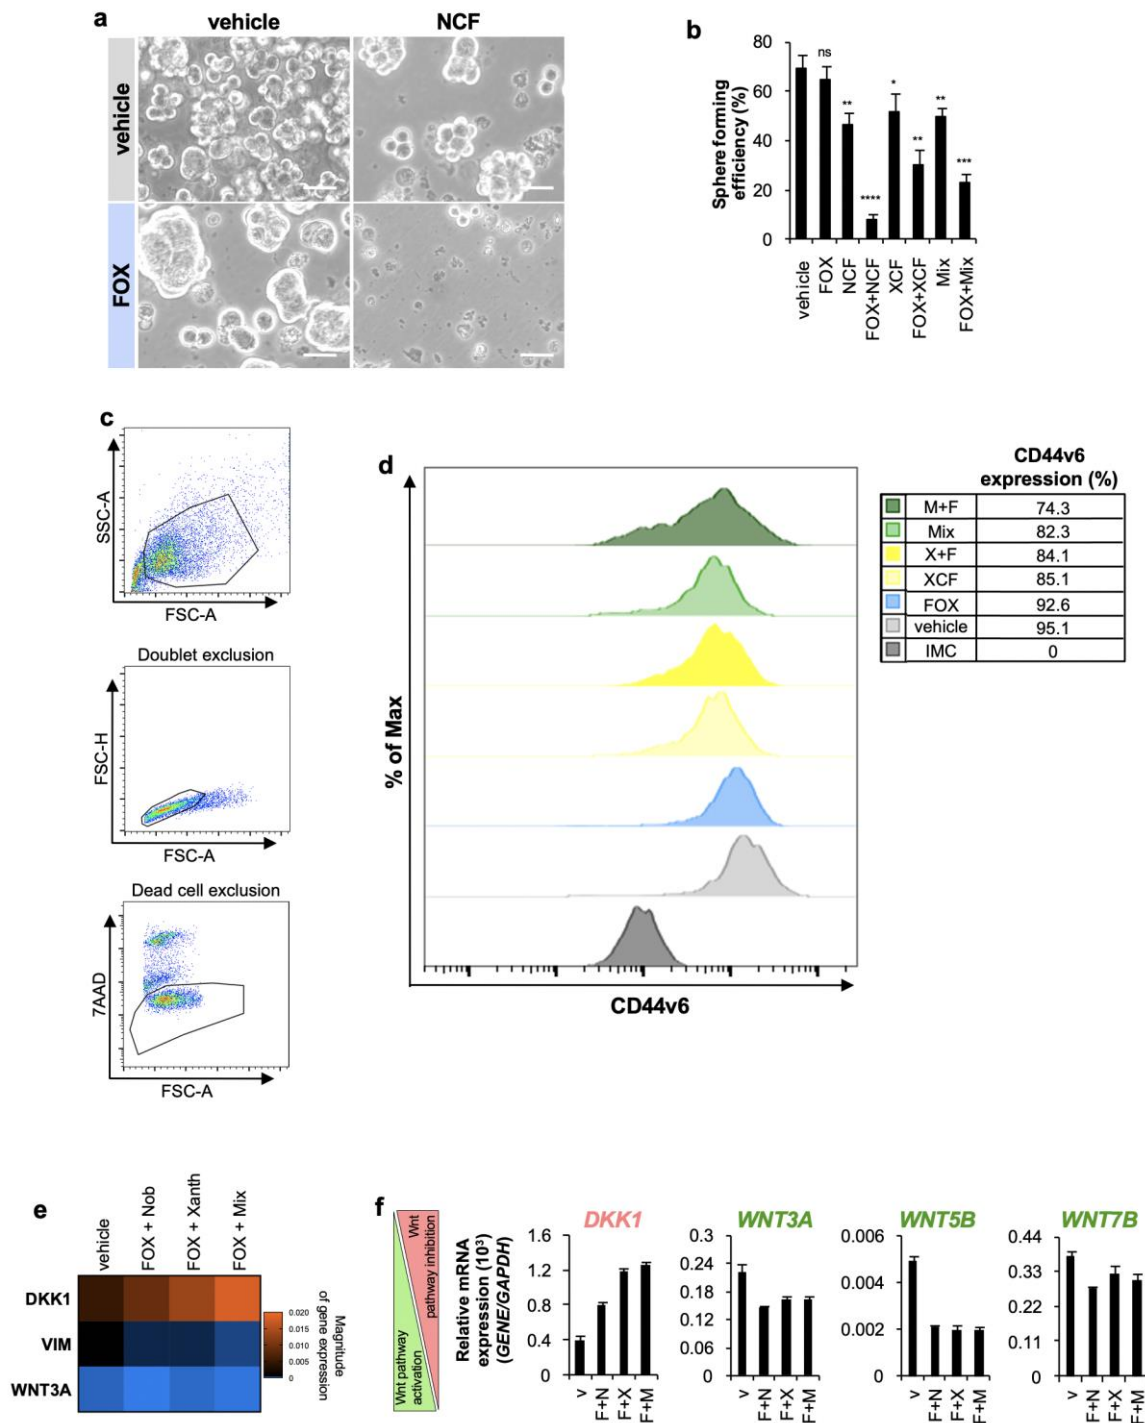 a
vehicle
NCF
vehicle
FOX
b
Sphere forming
efficiency (%)
80
60
40
20
0
ns
**
****
*
**
**
***
vehicle
FOX
NCF
FOX+NCF
XCF
FOX+XCF
Mix
FOX+Mix
c
SSC-A
FSC-A
Doublet exclusion
FSC-H
FSC-A
Dead cell exclusion
7AAD
FSC-A
d
% of Max
CD44v6
CD44v6
expression (%)
M+F 74.3
Mix 82.3
X+F 84.1
XCF 85.1
FOX 92.6
vehicle 95.1
IMC 0
e
vehicle
FOX + Nob
FOX + Xanth
FOX + Mix
DKK1
VIM
WNT3A
0.020
0.015
0.010
0.005
0
Magnitude
of gene expression
f
Wnt
pathway inhibition
Wnt pathway
activation
Relative mRNA
expression (10³)
(GENE/GAPDH)
DKK1
1.6
1.2
0.8
0.4
0
v
F+N
F+X
F+M
WNT3A
0.3
0.24
0.18
0.12
0.06
0
v
F+N
F+X
F+M
WNT5B
0.006
0.004
0.002
0
v
F+N
F+X
F+M
WNT7B
0.44
0.33
0.22
0.11
0
v
F+N
F+X
F+M